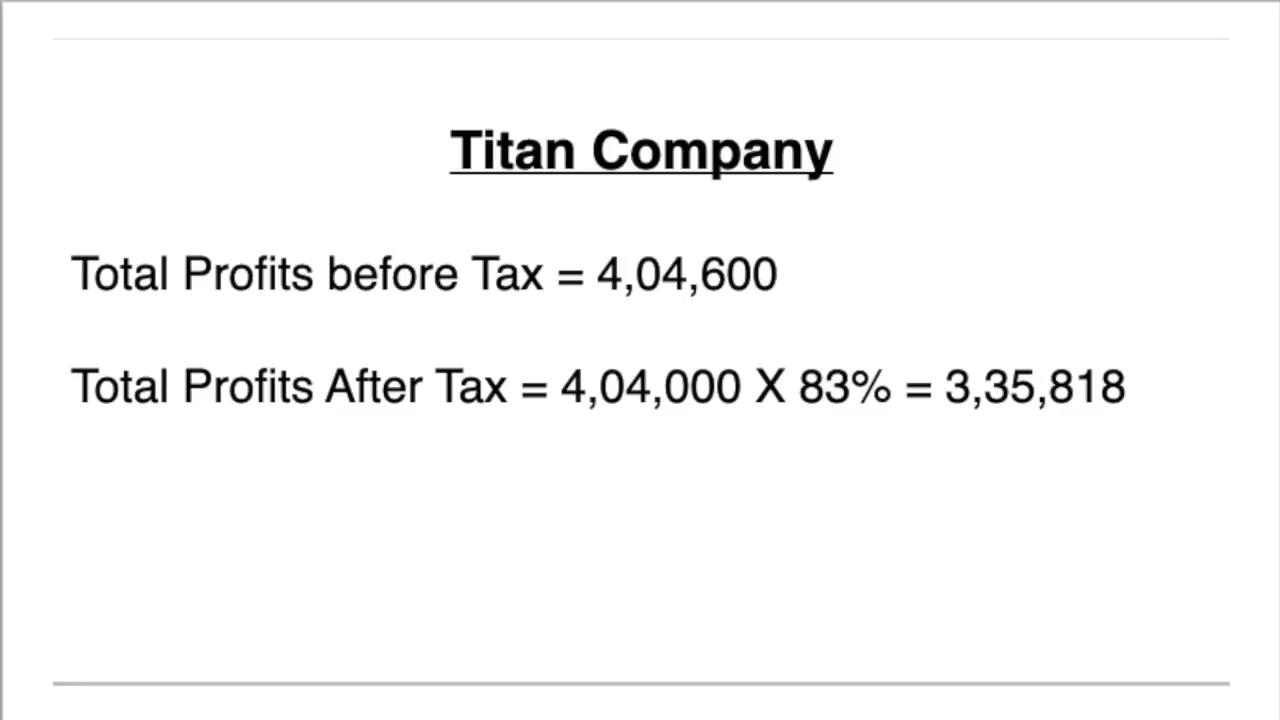 Titan Company
Total Profits before Tax = 4,04,600
Total Profits After Tax = 4,04,000 X 83% = 3,35,818